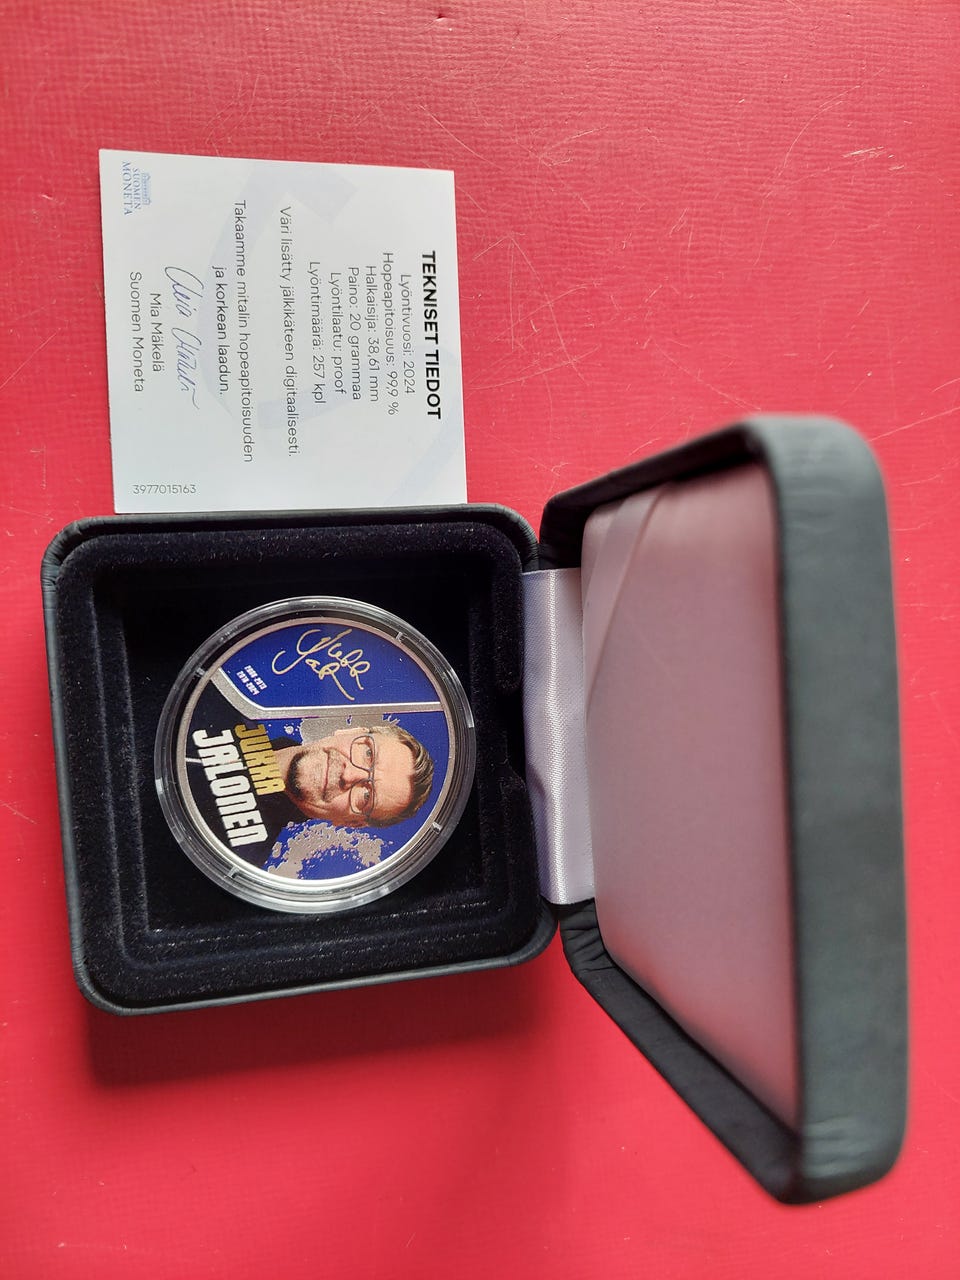 TEKNISET TIEDOT
Lyöntivuosi: 2024
Hopeapitoisuus: 99,9 %
Halkaisija: 38,61 mm
Paino: 20 grammaa
Lyöntilaatu: proof
Lyöntimäärä: 257 kpl
Väri lisätty jälkikäteen digitaalisesti.
Takaamme mitalin hopeapitoisuuden
ja korkean laadun.
Mia Mäkelä
Suomen Moneta
SUOMEN
MONETA
3977015163
JUKKA
JALONEN